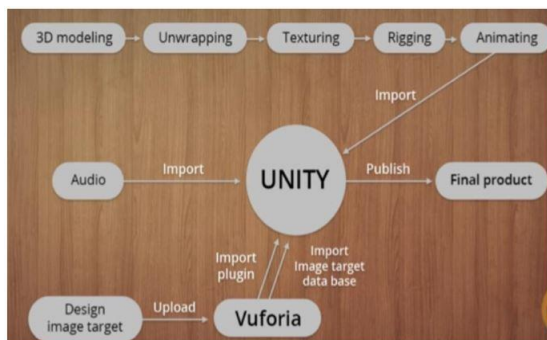 3D modeling
Unwrapping
Texturing
Rigging
Animating
Import
Audio
Import
UNITY
Publish
Final product
Import
plugin
Import
Image target
data base
Design
image target
Upload
Vuforia